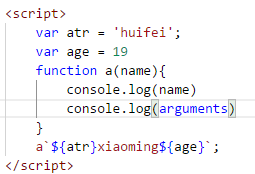 <script>
var atr = 'huifei';
var age = 19
function a(name){
console.log(name)
console.log(arguments)
}
a`${atr}xiaoming${age}`;
</script>